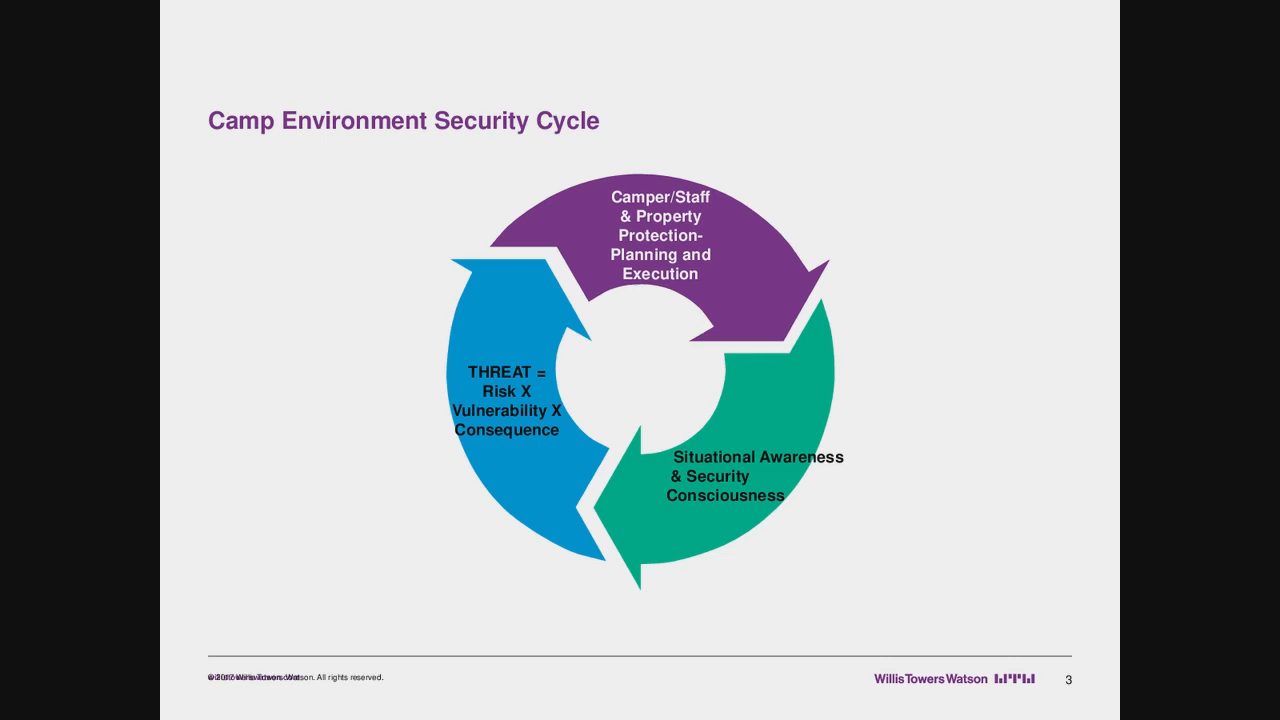 Camp Environment Security Cycle
Camper/Staff
& Property
Protection-
Planning and
Execution
THREAT =
Risk X
Vulnerability X
Consequence
Situational Awareness
& Security
Consciousness
Watson. All rights reserved.
WillisTowersWatson
3